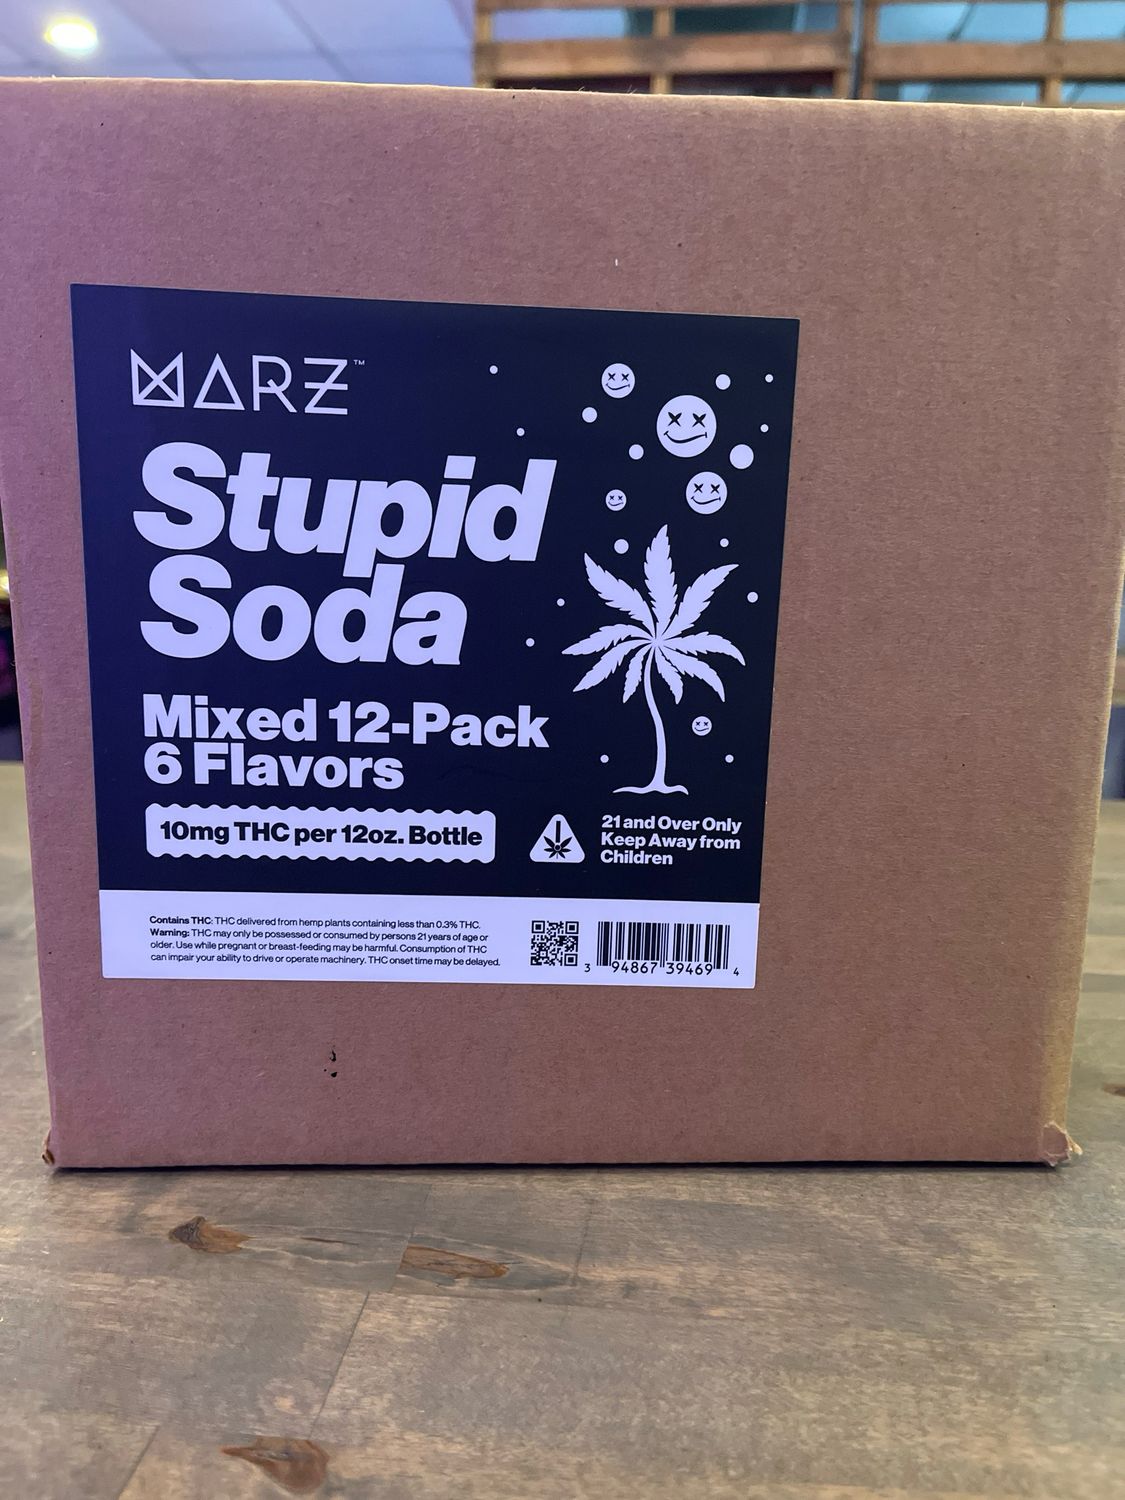 MARZ™
Stupid
Soda
Mixed 12-Pack
6 Flavors
10mg THC per 12oz. Bottle
21 and Over Only
Keep Away from
Children
Contains THC: THC delivered from hemp plants containing less than 0.3% THC.
Warning: THC may only be possessed or consumed by persons 21 years of age or
older. Use while pregnant or breast-feeding may be harmful. Consumption of THC
can impair your ability to drive or operate machinery. THC onset time may be delayed.
3 94867 39469 4